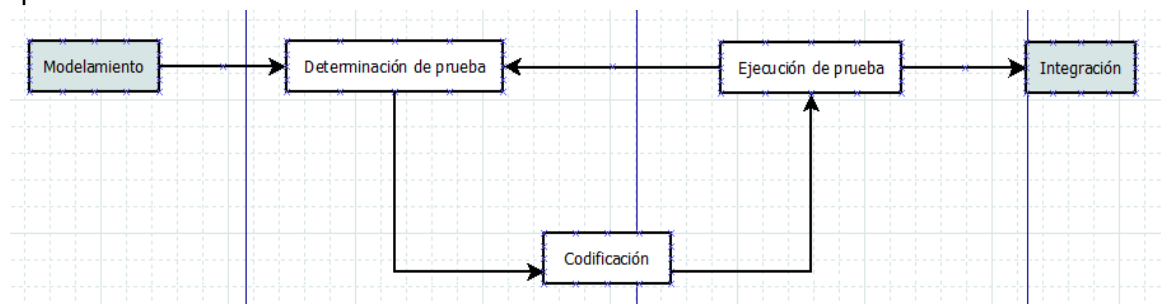 Modelamiento
Determinación de prueba
Ejecución de prueba
Integración
Codificación